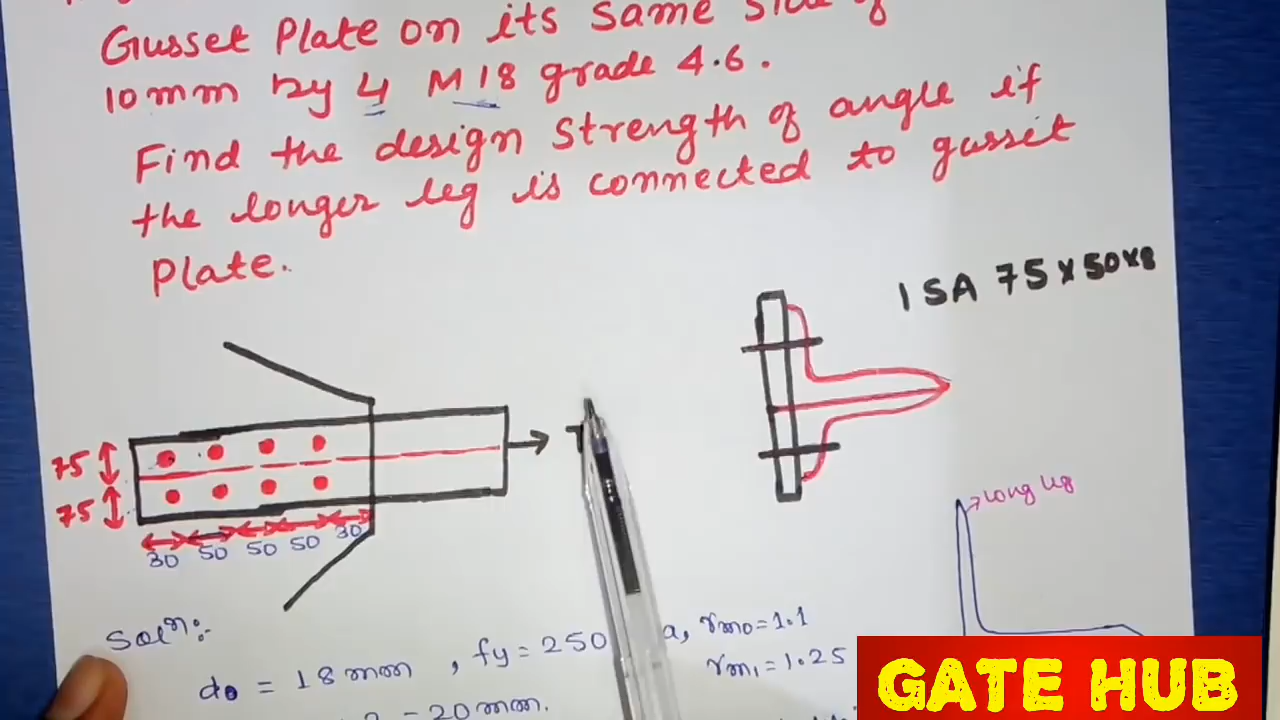 Gusset Plate on its same side of
10mm by 4 M18 grade 4.6.
Find the design Strength of angle if
the longer leg is connected to gusset
Plate.
ISA 75x50x8
75
75
30 50 50 50 30
T
Long leg
Solⁿ:-
d₀ = 18mm , fy = 250 a, rm0 = 1.1
rm1 = 1.25
= 20mm.
GATE HUB